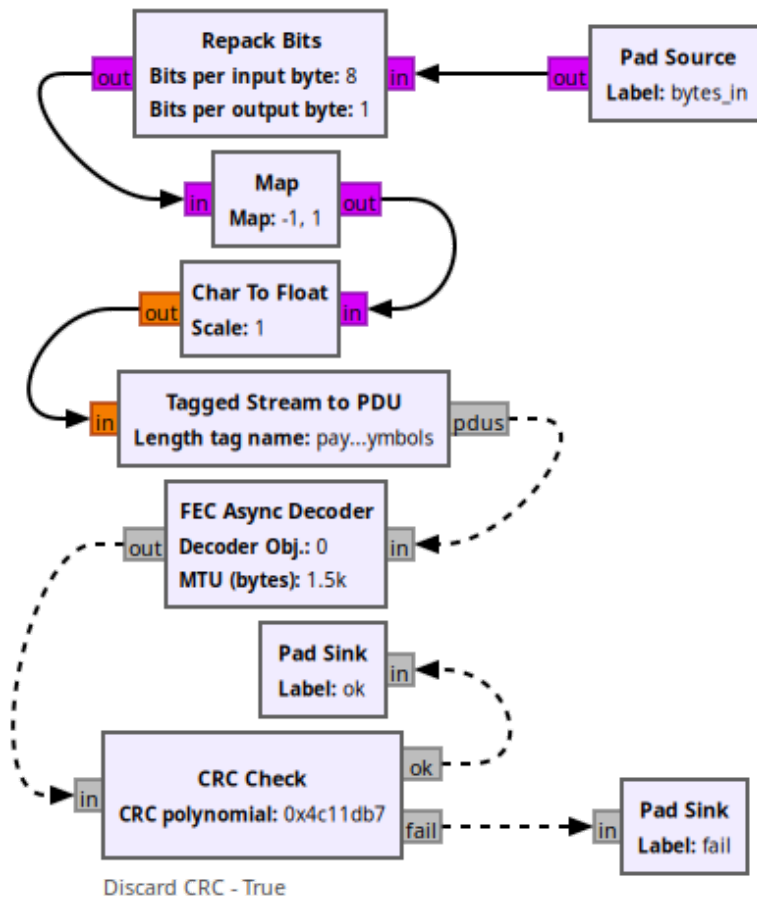 Repack Bits
out
Bits per input byte: 8
in
Bits per output byte: 1
out
Pad Source
Label: bytes_in
in
Map
Map: -1, 1
out
out
Char To Float
Scale: 1
in
in
Tagged Stream to PDU
Length tag name: pay...ymbols
pdus
out
FEC Async Decoder
Decoder Obj.: 0
MTU (bytes): 1.5k
in
Pad Sink
Label: ok
in
in
CRC Check
CRC polynomial: 0x4c11db7
ok
fail
in
Pad Sink
Label: fail
Discard CRC - True